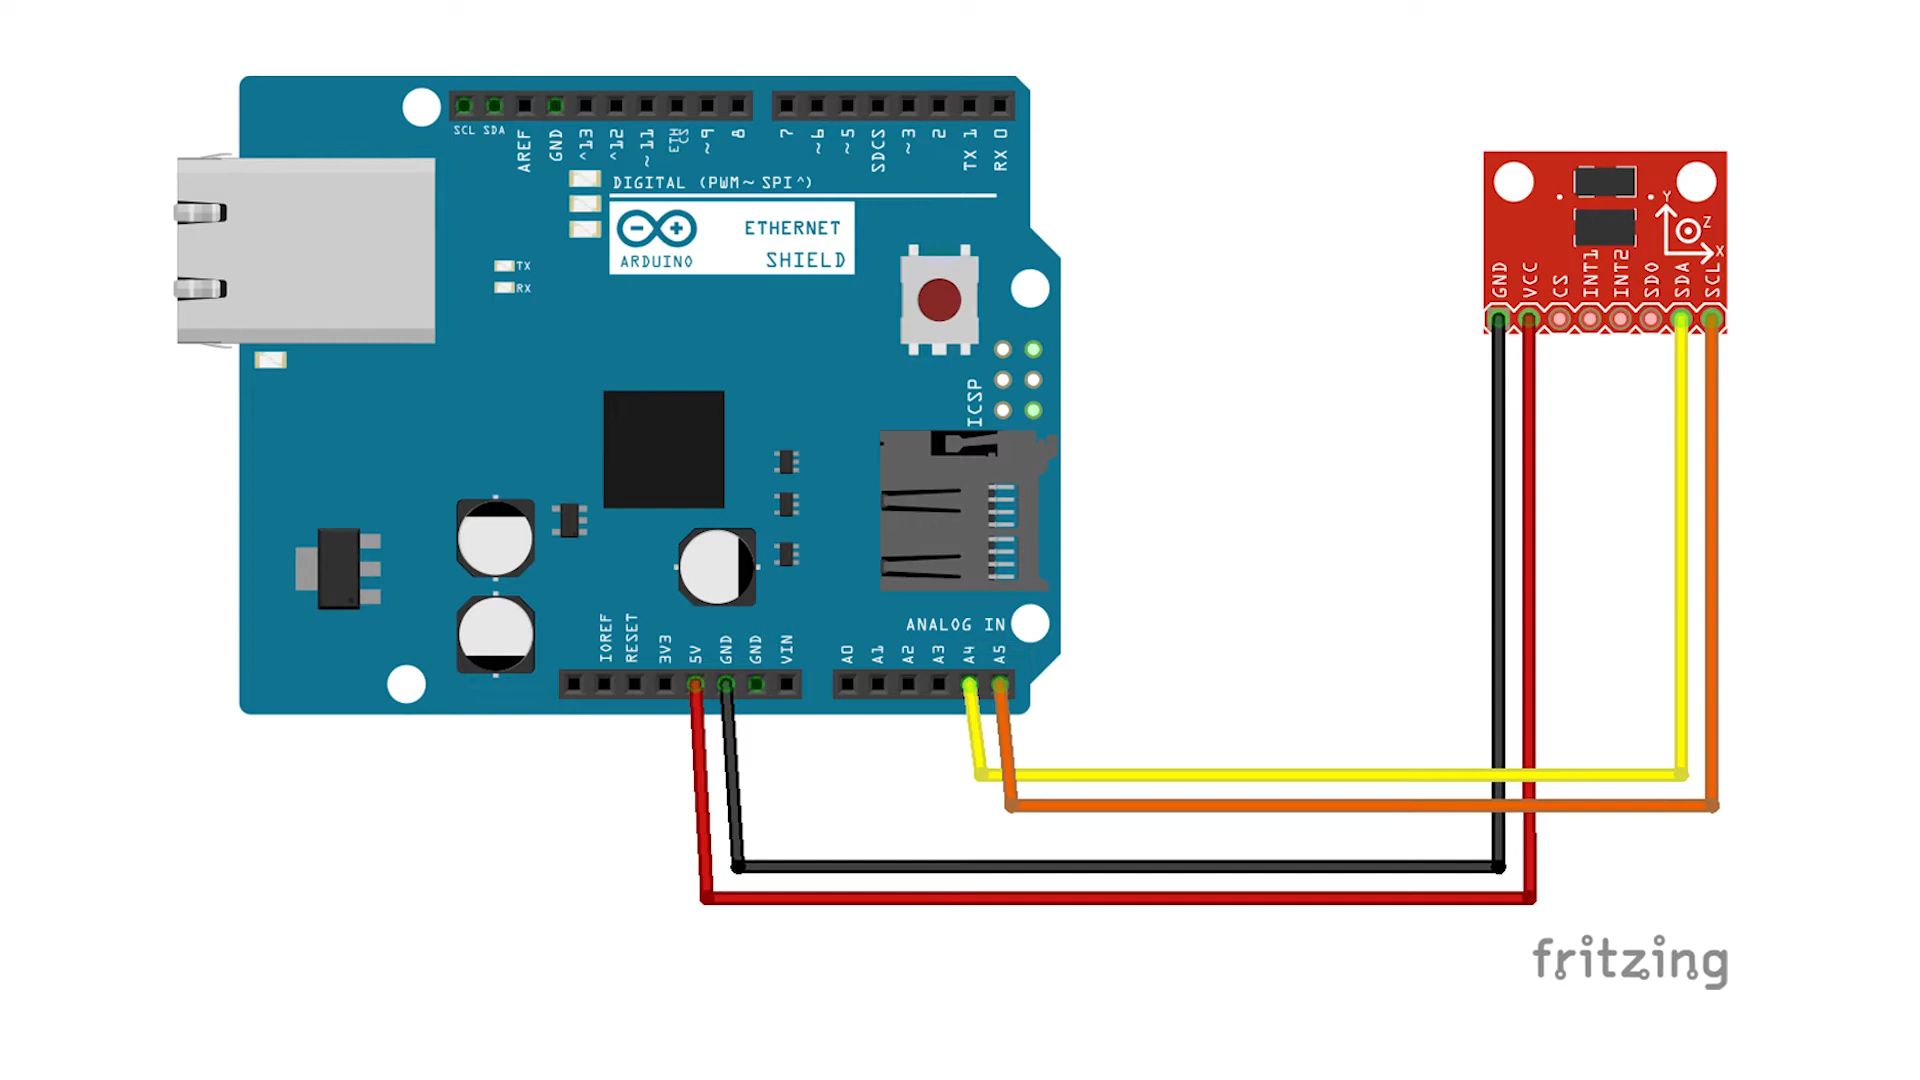 SCL SDA AREF GND ^13 ^12 ~11 ETH CS ~9 8 7 ~6 ~5 SDCS ~3 2 TX 1 RX 0
DIGITAL (PWM~ SPI^)
ETHERNET
SHIELD
ARDUINO
TX
RX
ICSP
ANALOG IN
IOREF RESET 3V3 5V GND GND VIN A0 A1 A2 A3 A4 A5
Y
Z
X
GND VCC CS INT1 INT2 SDO SDA SCL
fritzing